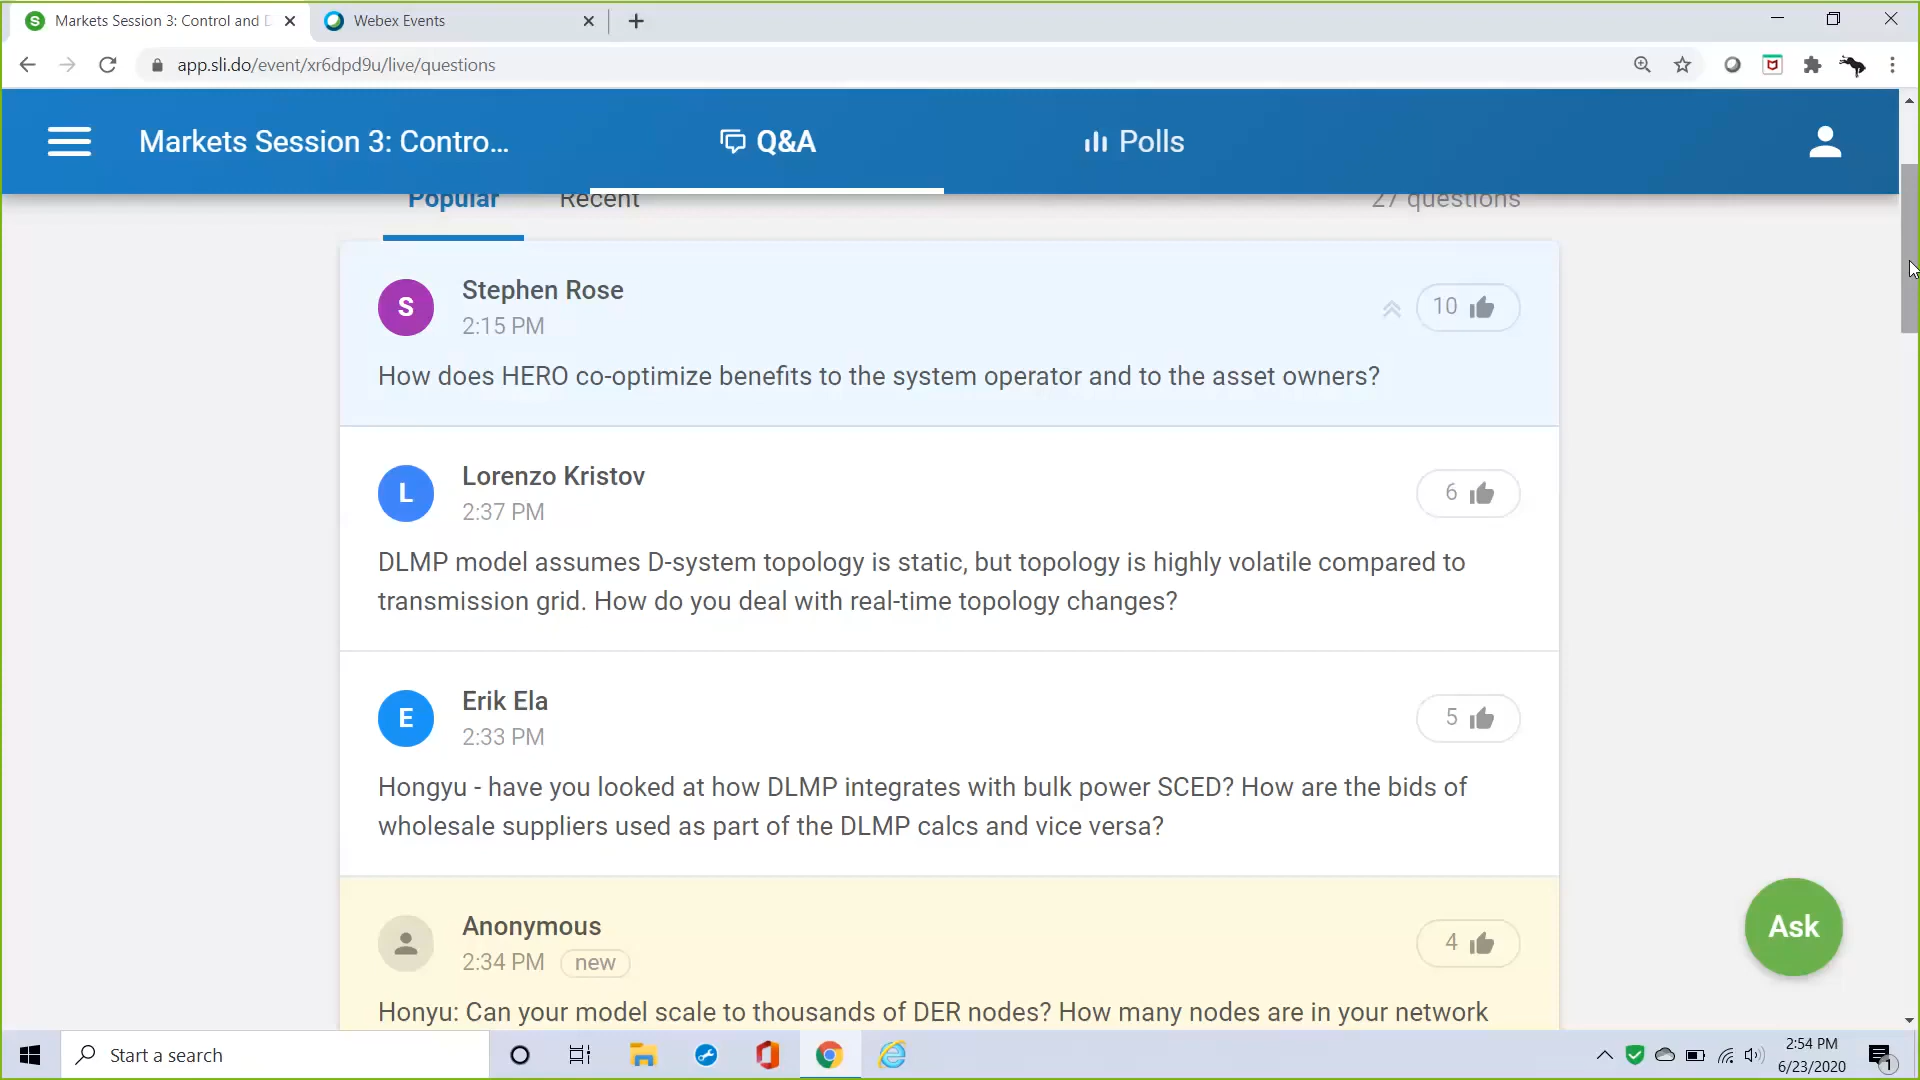 Markets Session 3: Control and D
Webex Events
app.sli.do/event/xr6dpd9u/live/questions
Markets Session 3: Contro...
Q&A
Polls
Popular
Recent
27 questions
S
Stephen Rose
2:15 PM
10
How does HERO co-optimize benefits to the system operator and to the asset owners?
L
Lorenzo Kristov
2:37 PM
6
DLMP model assumes D-system topology is static, but topology is highly volatile compared to
transmission grid. How do you deal with real-time topology changes?
E
Erik Ela
2:33 PM
5
Hongyu - have you looked at how DLMP integrates with bulk power SCED? How are the bids of
wholesale suppliers used as part of the DLMP calcs and vice versa?
Anonymous
2:34 PM
new
4
Honyu: Can your model scale to thousands of DER nodes? How many nodes are in your network
Ask
Start a search
2:54 PM
6/23/2020
1